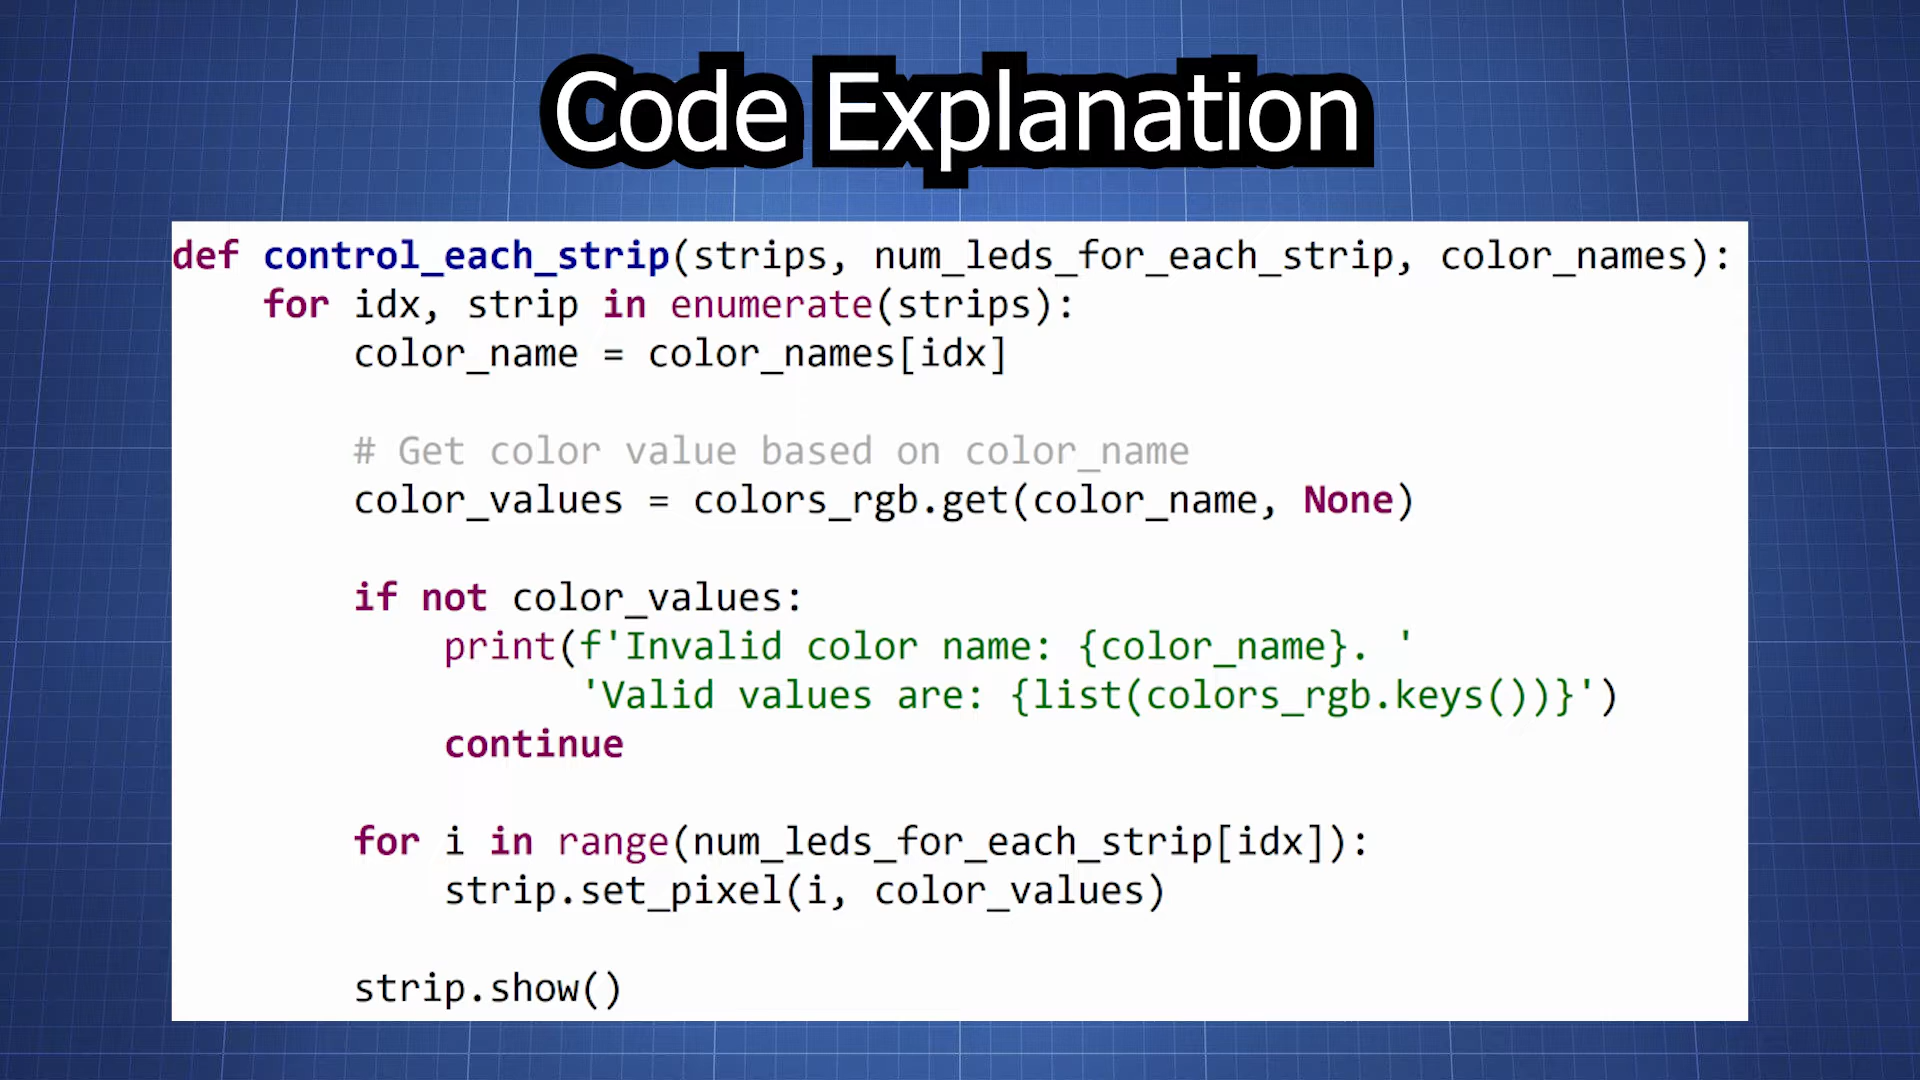 Code Explanation
def control_each_strip(strips, num_leds_for_each_strip, color_names):
    for idx, strip in enumerate(strips):
        color_name = color_names[idx]

        # Get color value based on color_name
        color_values = colors_rgb.get(color_name, None)

        if not color_values:
            print(f'Invalid color name: {color_name}. '
                  'Valid values are: {list(colors_rgb.keys())}')
            continue

        for i in range(num_leds_for_each_strip[idx]):
            strip.set_pixel(i, color_values)

        strip.show()